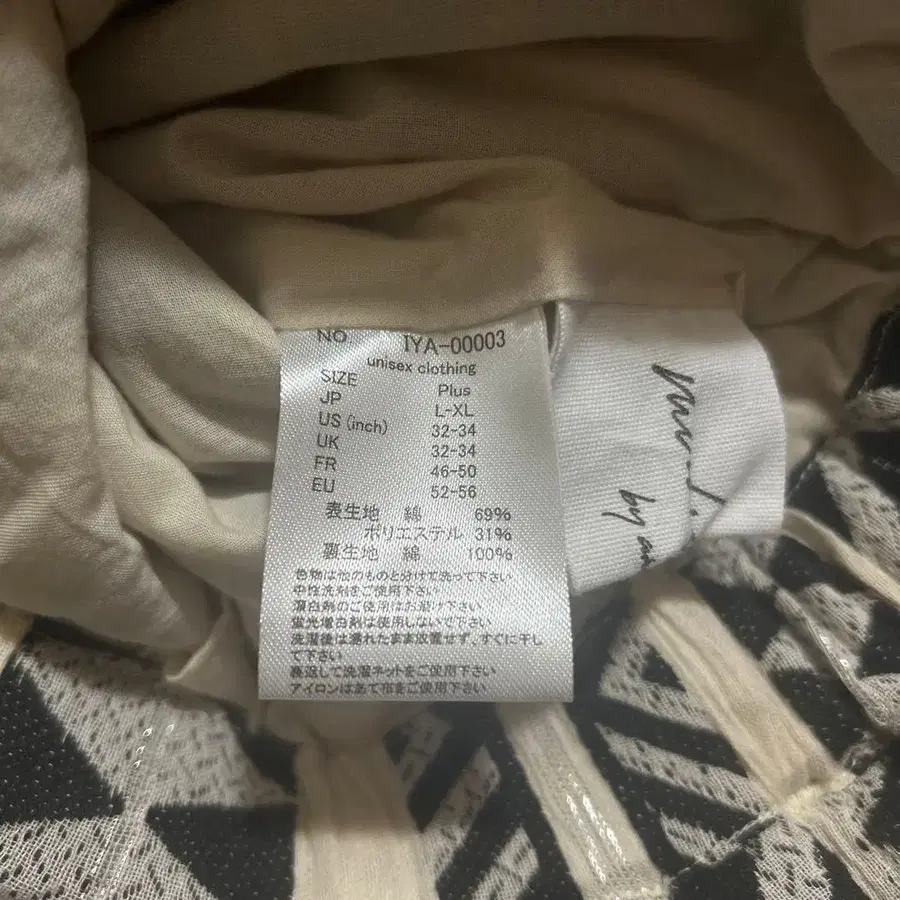 NO. IYA-00003
unisex clothing
SIZE Plus
JP L-XL
US (inch) 32-34
UK 32-34
FR 46-50
EU 52-56
表生地 綿 69%
ポリエステル 31%
裏生地 綿 100%
色物は他のものと分けて洗って下さい
中性洗剤をご使用下さい
漂白剤のご使用はお避け下さい
蛍光増白剤は使用しないで下さい
洗濯後は濡れたまま放置せず、すぐに干し
て下さい
裏返して洗濯ネットをご使用下さい
アイロンはあて布をご使用下さい
by